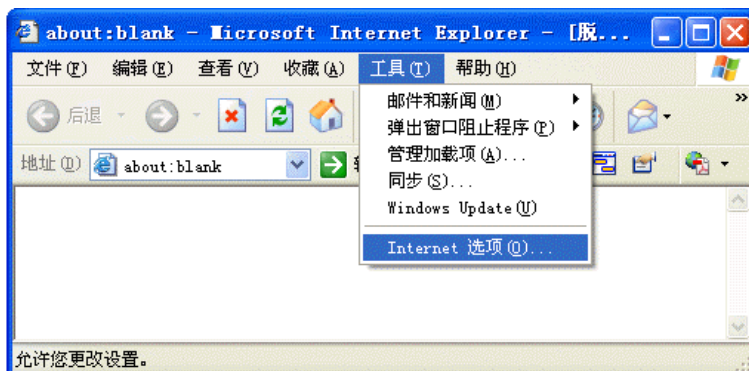 about:blank - Microsoft Internet Explorer - [脱...
文件(F) 编辑(E) 查看(V) 收藏(A) 工具(T) 帮助(H)
后退
邮件和新闻(M)
弹出窗口阻止程序(P)
管理加载项(A)...
同步(S)...
Windows Update(U)
Internet 选项(O)...
地址(D) about:blank
允许您更改设置。